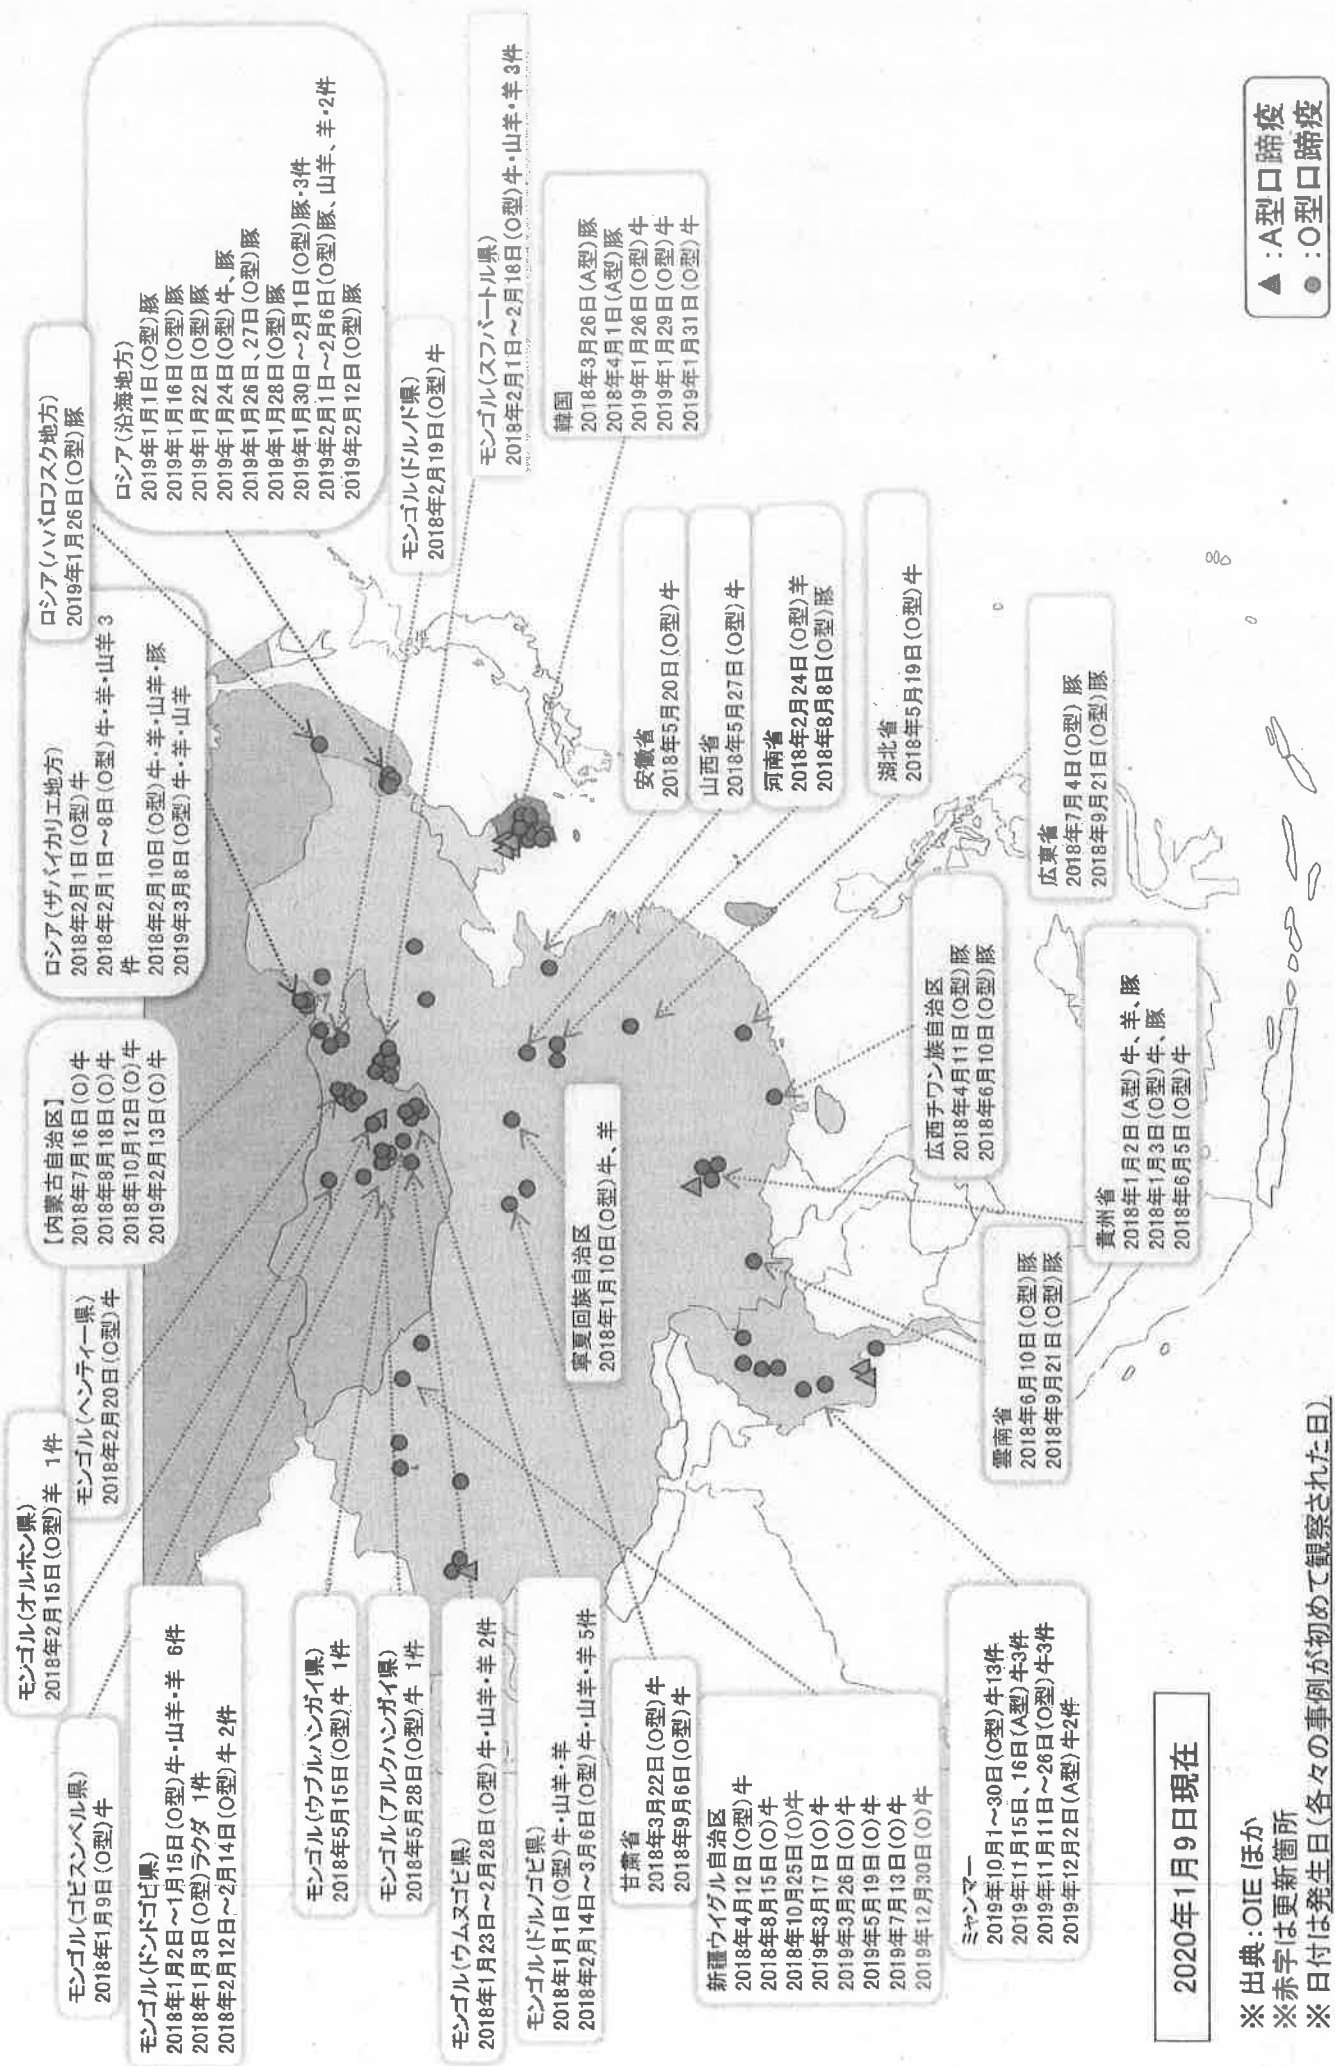 モンゴル(オルホン県)
2018年2月15日(O型)羊 1件
モンゴル(ゴビスンベル県)
2018年1月9日(O型)牛
モンゴル(ヘンティー県)
2018年2月20日(O型)牛
モンゴル(ドンドゴビ県)
2018年1月2日～1月15日(O型)牛・山羊・羊 6件
2018年1月3日(O型)ラクダ 1件
2018年2月12日～2月14日(O型)牛 2件
【内蒙古自治区】
2018年7月16日(O)牛
2018年8月18日(O)牛
2018年10月12日(O)牛
2019年2月13日(O)牛
ロシア(ザバイカリエ地方)
2018年2月1日(O型)牛
2018年2月1日～8日(O型)牛・羊・山羊3
件
2018年2月10日(O型)牛・羊・山羊・豚
2019年3月8日(O型)牛・羊・山羊
ロシア(ハバロフスク地方)
2019年1月26日(O型)豚
ロシア(沿海地方)
2019年1月1日(O型)豚
2019年1月16日(O型)豚
2019年1月22日(O型)豚
2019年1月24日(O型)牛、豚
2019年1月26日、27日(O型)豚
2019年1月28日(O型)豚
2019年1月30日～2月1日(O型)豚・3件
2019年2月1日～2月6日(O型)豚、山羊、羊・2件
2019年2月12日(O型)豚
モンゴル(ドルノド県)
2018年2月19日(O型)牛
モンゴル(スフバートル県)
2018年2月1日～2月18日(O型)牛・山羊・羊 3件
韓国
2018年3月26日(A型)豚
2018年4月1日(A型)豚
2019年1月26日(O型)牛
2019年1月29日(O型)牛
2019年1月31日(O型)牛
モンゴル(ウブルハンガイ県)
2018年5月15日(O型)牛 1件
モンゴル(アルクハンガイ県)
2018年5月28日(O型)牛 1件
モンゴル(ウムヌゴビ県)
2018年1月23日～2月28日(O型)牛・山羊・羊 2件
モンゴル(ドルノゴビ県)
2018年1月1日(O型)牛・山羊・羊
2018年2月14日～3月6日(O型)牛・山羊・羊 5件
寧夏回族自治区
2018年1月10日(O型)牛、羊
安徽省
2018年5月20日(O型)牛
山西省
2018年5月27日(O型)牛
河南省
2018年2月24日(O型)羊
2018年8月8日(O型)豚
湖北省
2018年5月19日(O型)牛
甘粛省
2018年3月22日(O型)牛
2018年9月6日(O型)牛
新疆ウイグル自治区
2018年4月12日(O型)牛
2018年8月15日(O)牛
2018年10月25日(O)牛
2019年3月17日(O)牛
2019年3月26日(O)牛
2019年5月19日(O)牛
2019年7月13日(O)牛
2019年12月30日(O)牛
ミャンマー
2019年10月1～30日(O型)牛13件
2019年11月15日、16日(A型)牛3件
2019年11月11日～26日(O型)牛3件
2019年12月2日(A型)牛2件
雲南省
2018年6月10日(O型)豚
2018年9月21日(O型)豚
広西チワン族自治区
2018年4月11日(O型)豚
2018年6月10日(O型)豚
広東省
2018年7月4日(O型)豚
2018年9月21日(O型)豚
貴州省
2018年1月2日(A型)牛、羊、豚
2018年1月3日(O型)牛、豚
2018年6月5日(O型)牛
2020年1月9日現在
※出典:OIEほか
※赤字は更新箇所
※日付は発生日(各々の事例が初めて観察された日)
▲:A型口蹄疫
●:O型口蹄疫